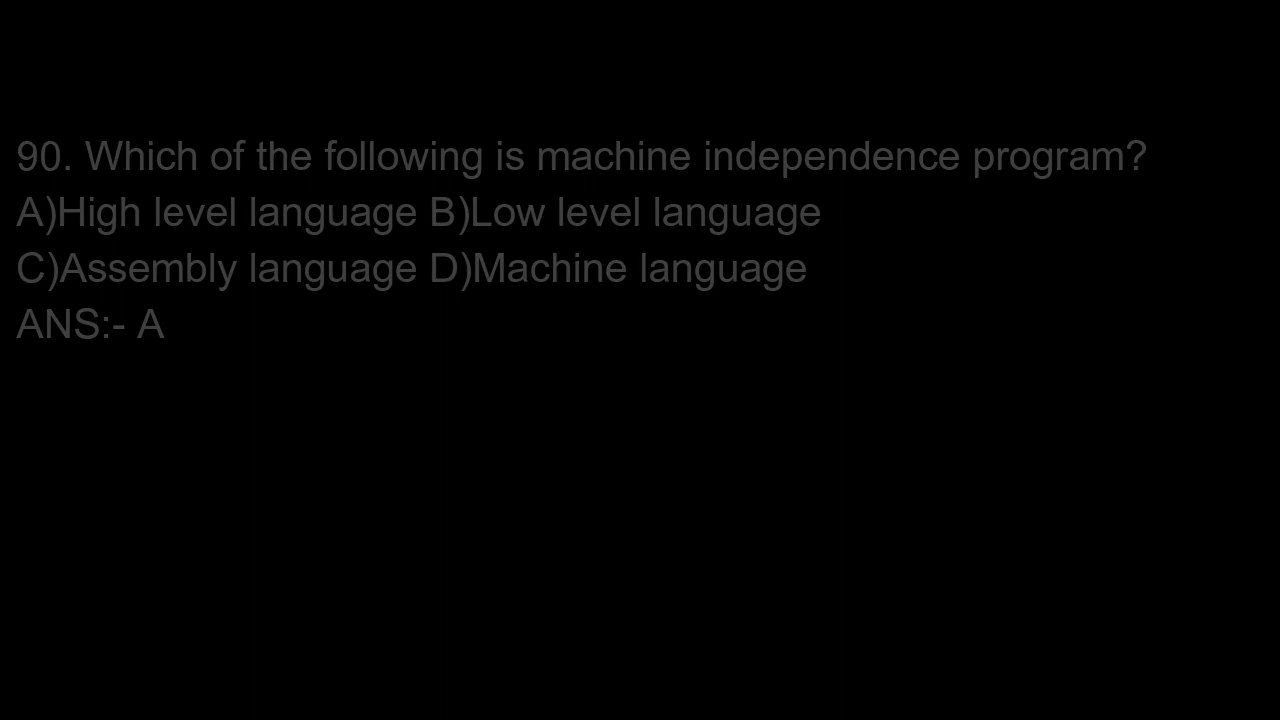 90. Which of the following is machine independence program?
A)High level language B)Low level language
C)Assembly language D)Machine language
ANS:- A